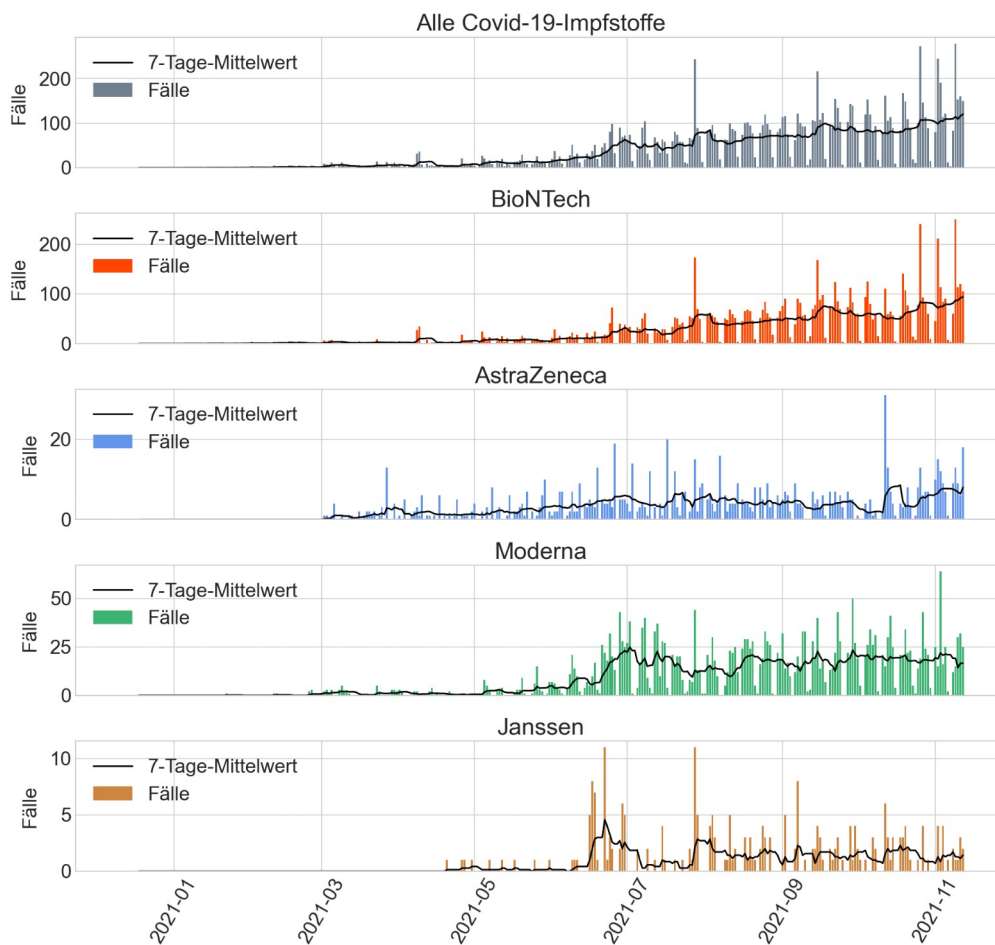 Alle Covid-19-Impfstoffe
Fälle
7-Tage-Mittelwert
Fälle
200
100
0
BioNTech
Fälle
7-Tage-Mittelwert
Fälle
200
100
0
AstraZeneca
Fälle
7-Tage-Mittelwert
Fälle
20
0
Moderna
Fälle
7-Tage-Mittelwert
Fälle
50
25
0
Janssen
Fälle
7-Tage-Mittelwert
Fälle
10
5
0
2021-01
2021-03
2021-05
2021-07
2021-09
2021-11